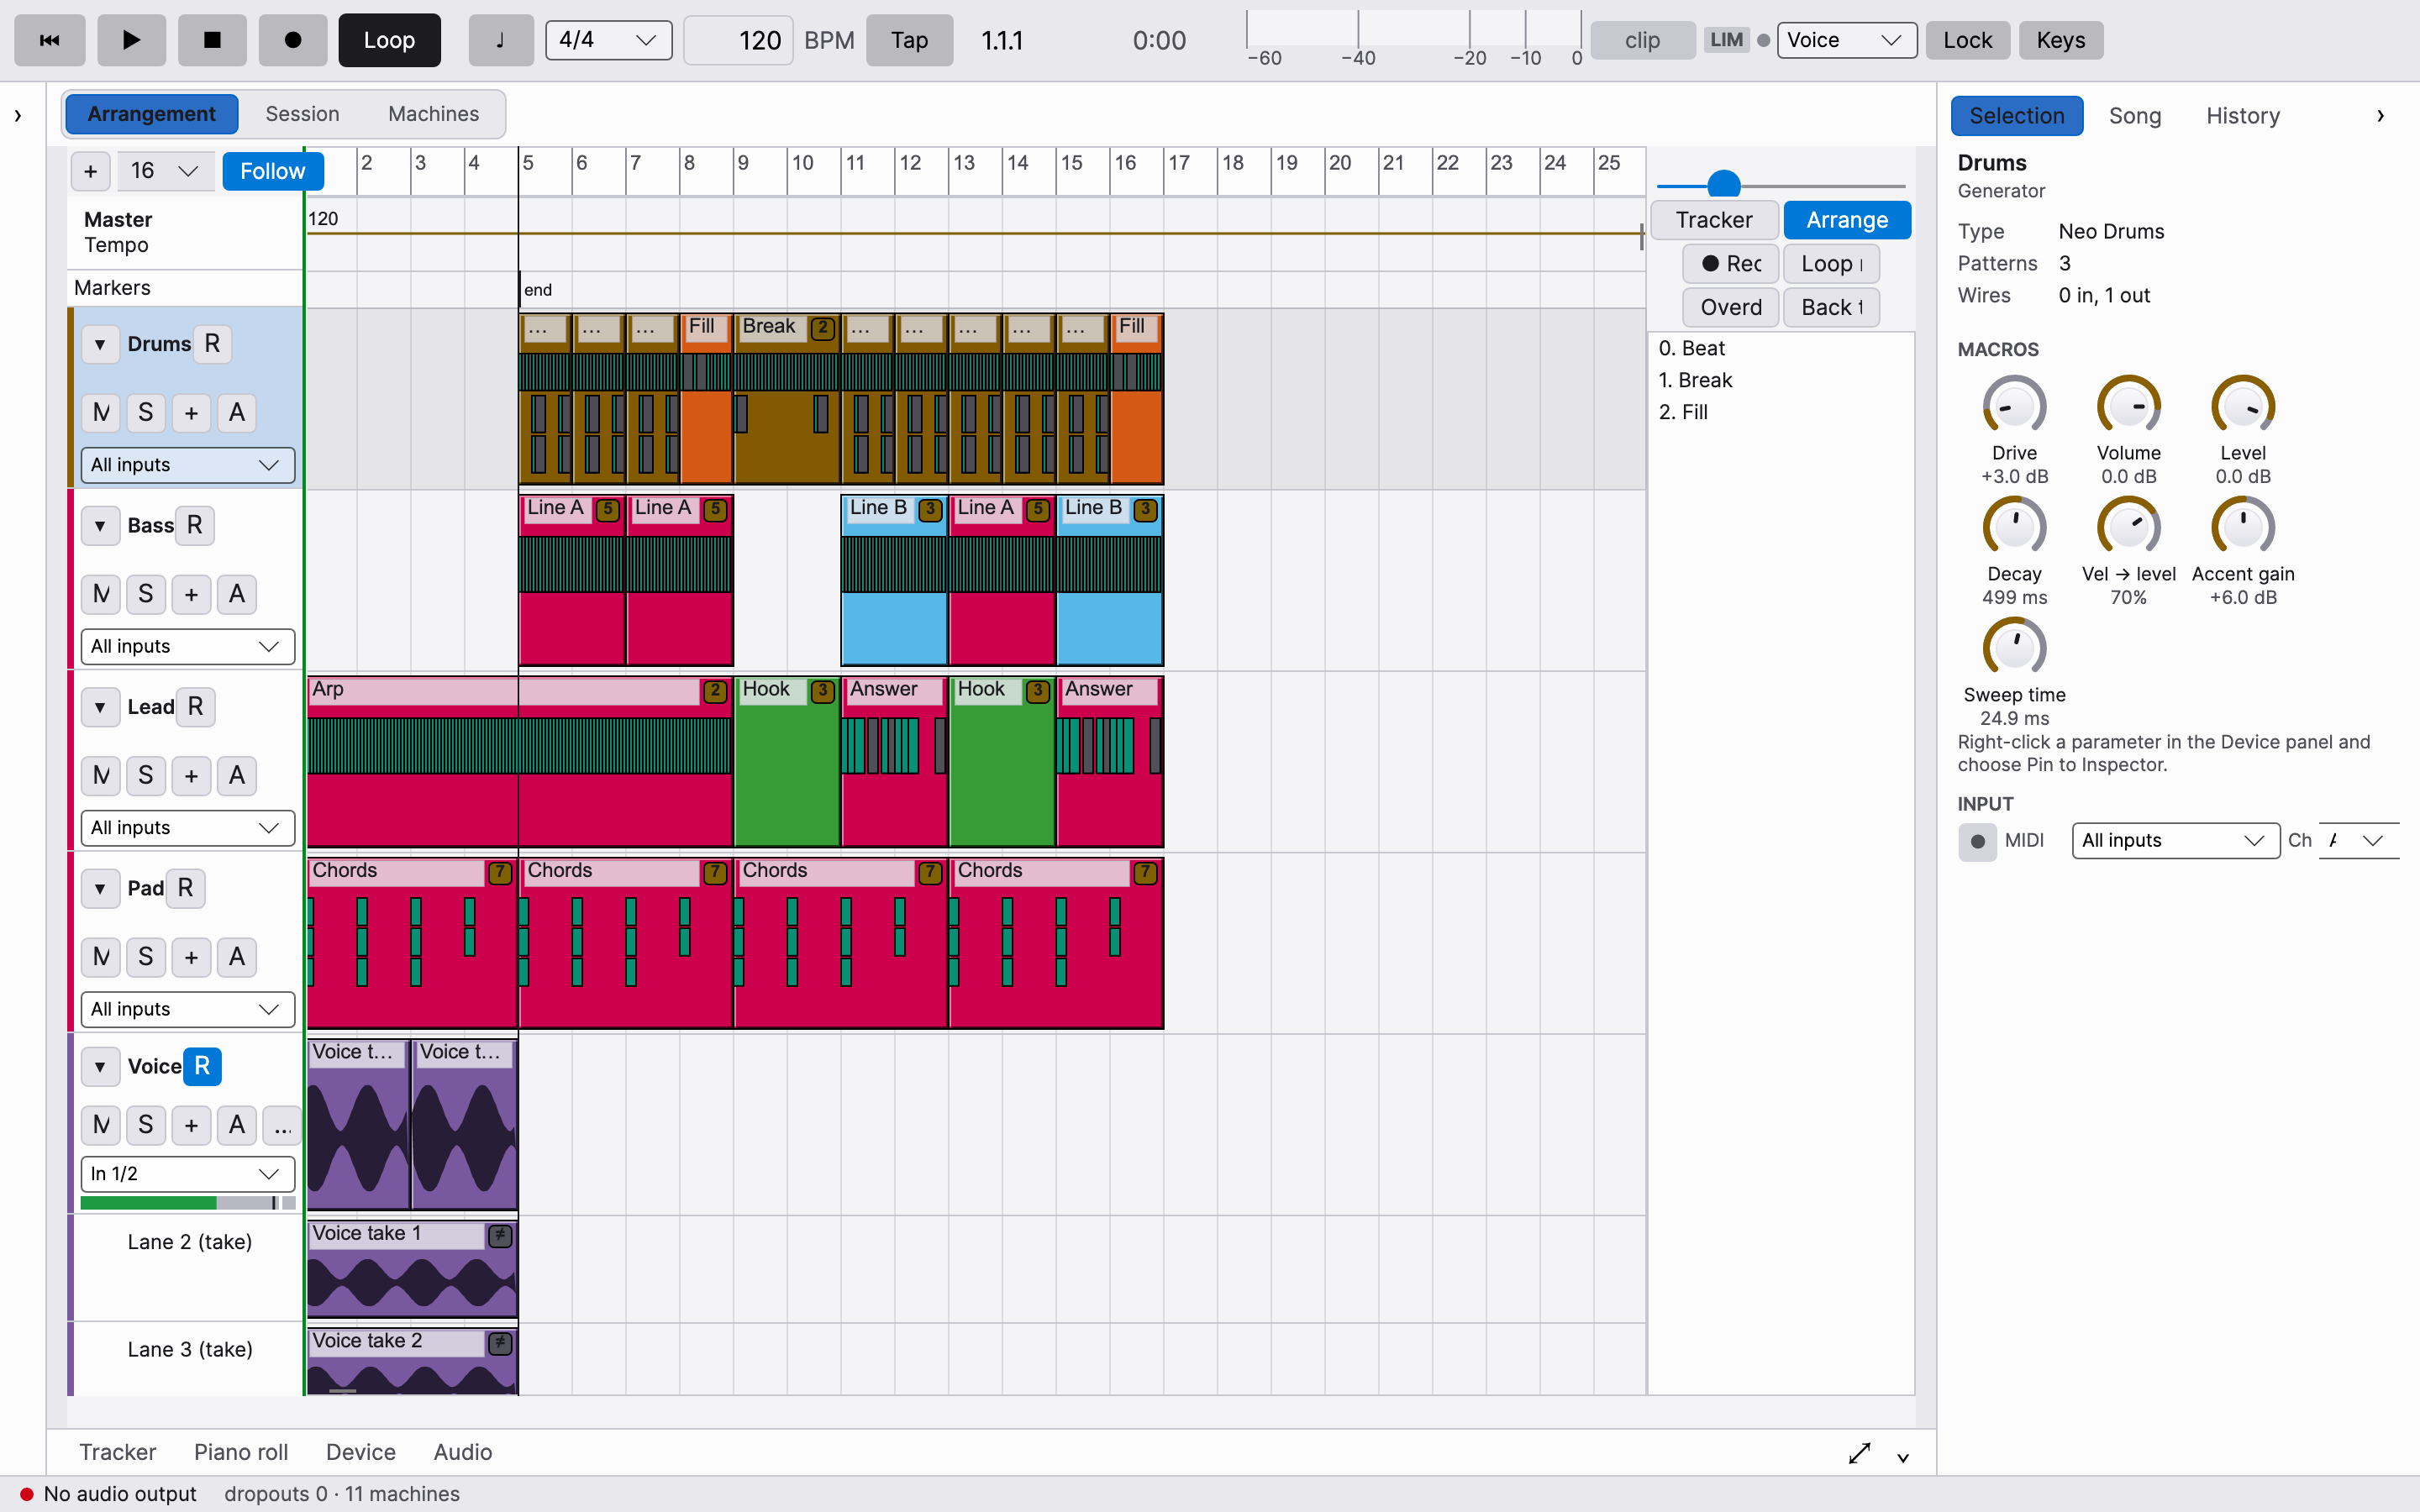 Loop
4/4
120 BPM
Tap
1.1.1
0:00
−60 −40 −20 −10 0
clip
LIM
Voice
Lock
Keys
Arrangement Session Machines
Selection Song History
+ 16 Follow
2 3 4 5 6 7 8 9 10 11 12 13 14 15 16 17 18 19 20 21 22 23 24 25
Master
Tempo
120
Tracker Arrange
Rec Loop
Overd Back t
Markers
end
Drums R
M S + A
All inputs
... ... ... Fill Break 2 ... ... ... ... ... Fill
0. Beat
1. Break
2. Fill
Bass R
M S + A
All inputs
Line A 5 Line A 5 Line B 3 Line A 5 Line B 3
Lead R
M S + A
All inputs
Arp 2 Hook 3 Answer Hook 3 Answer
Pad R
M S + A
All inputs
Chords 7 Chords 7 Chords 7 Chords 7
Voice R
M S + A ...
In 1/2
Voice t... Voice t...
Lane 2 (take)
Voice take 1 ≠
Lane 3 (take)
Voice take 2 ≠
Drums
Generator
Type Neo Drums
Patterns 3
Wires 0 in, 1 out
MACROS
Drive Volume Level
+3.0 dB 0.0 dB 0.0 dB
Decay Vel → level Accent gain
499 ms 70% +6.0 dB
Sweep time
24.9 ms
Right-click a parameter in the Device panel and
choose Pin to Inspector.
INPUT
MIDI All inputs Ch
Tracker Piano roll Device Audio
No audio output dropouts 0 · 11 machines